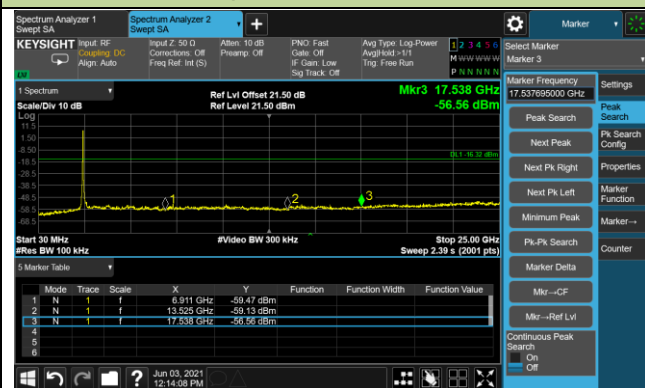 Spectrum Analyzer 1
Swept SA
Spectrum Analyzer 2
Swept SA
Marker
KEYSIGHT
Input: RF
Coupling: DC
Align: Auto
Input Z: 50 Ω
Corrections: Off
Freq Ref: Int (S)
Atten: 10 dB
Preamp: Off
PNO: Fast
Gate: Off
IF Gain: Low
Sig Track: Off
Avg Type: Log-Power
Avg|Hold:>1/1
Trig: Free Run
1 2 3 4 5 6
M W W W W W
P N N N N N
Select Marker
Marker 3
1 Spectrum
Scale/Div 10 dB
Log
Ref Lvl Offset 21.50 dB
Ref Level 21.50 dBm
Mkr3 17.538 GHz
-56.56 dBm
11.5
1.50
-8.50
-18.5
-28.5
-38.5
-48.5
-58.5
-68.5
DL1 -16.32 dBm
1
2
3
Start 30 MHz
#Res BW 100 kHz
#Video BW 300 kHz
Stop 25.00 GHz
Sweep 2.39 s (2001 pts)
5 Marker Table
Mode Trace Scale X Y Function Function Width Function Value
1 N 1 f 6.911 GHz -59.47 dBm
2 N 1 f 13.525 GHz -59.13 dBm
3 N 1 f 17.538 GHz -56.56 dBm
4
5
6
Marker Frequency
17.537695000 GHz
Peak Search
Next Peak
Next Pk Right
Next Pk Left
Minimum Peak
Pk-Pk Search
Marker Delta
Mkr→CF
Mkr→Ref Lvl
Continuous Peak
Search
On
Off
Settings
Peak
Search
Pk Search
Config
Properties
Marker
Function
Marker→
Counter
Jun 03, 2021
12:14:08 PM